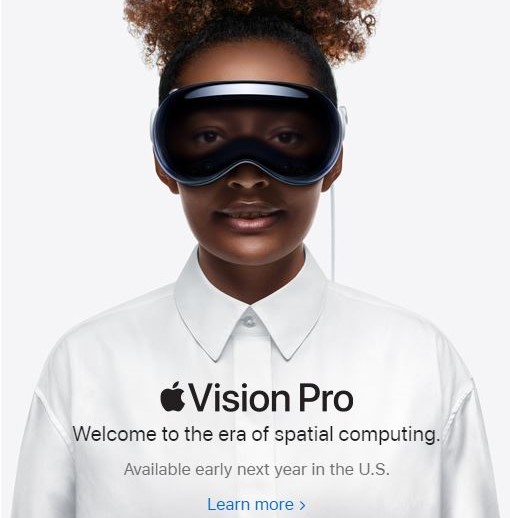 Vision Pro
Welcome to the era of spatial computing.
Available early next year in the U.S.
Learn more >